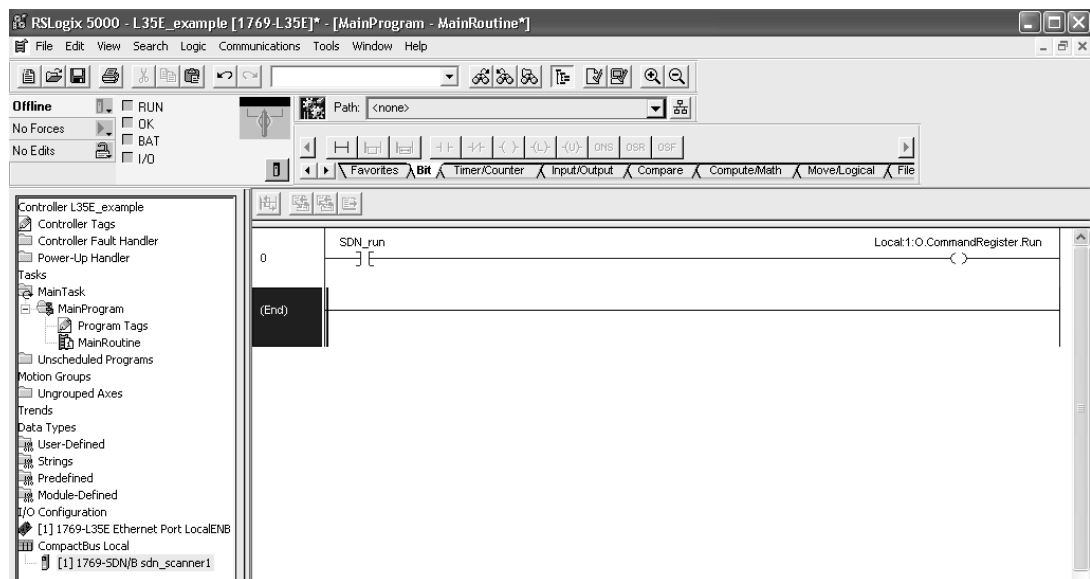 RSLogix 5000 - L35E_example [1769-L35E]* - [MainProgram - MainRoutine*]
File Edit View Search Logic Communications Tools Window Help
Offline
RUN
No Forces
OK
BAT
No Edits
I/O
Path: <none>
ONS OSR OSF
Favorites Bit Timer/Counter Input/Output Compare Compute/Math Move/Logical File
Controller L35E_example
Controller Tags
Controller Fault Handler
Power-Up Handler
Tasks
MainTask
MainProgram
Program Tags
MainRoutine
Unscheduled Programs
Motion Groups
Ungrouped Axes
Trends
Data Types
User-Defined
Strings
Predefined
Module-Defined
I/O Configuration
[1] 1769-L35E Ethernet Port LocalENB
CompactBus Local
[1] 1769-SDN/B sdn_scanner1
SDN_run Local:1:O.CommandRegister.Run
0
(End)